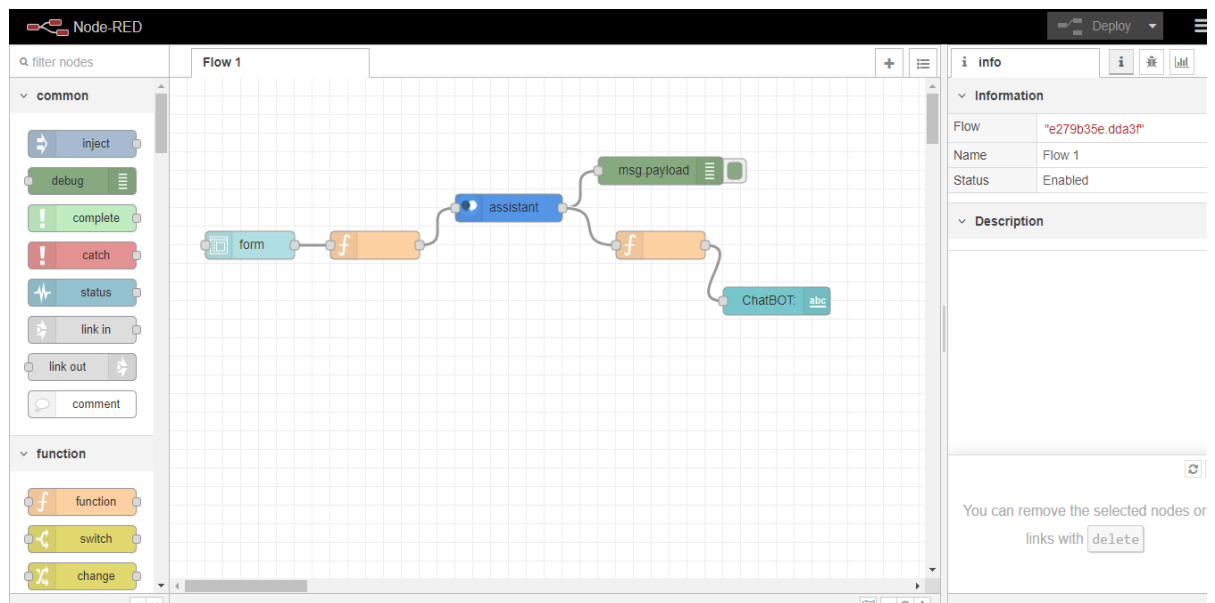 Node-RED
Deploy
filter nodes
Flow 1
+
i info
i
common
inject
debug
complete
catch
status
link in
link out
comment
function
f function
switch
change
form
f
assistant
msg.payload
f
ChatBOT: abc
Information
Flow "e279b35e.dda3f"
Name Flow 1
Status Enabled
Description
You can remove the selected nodes or
links with delete